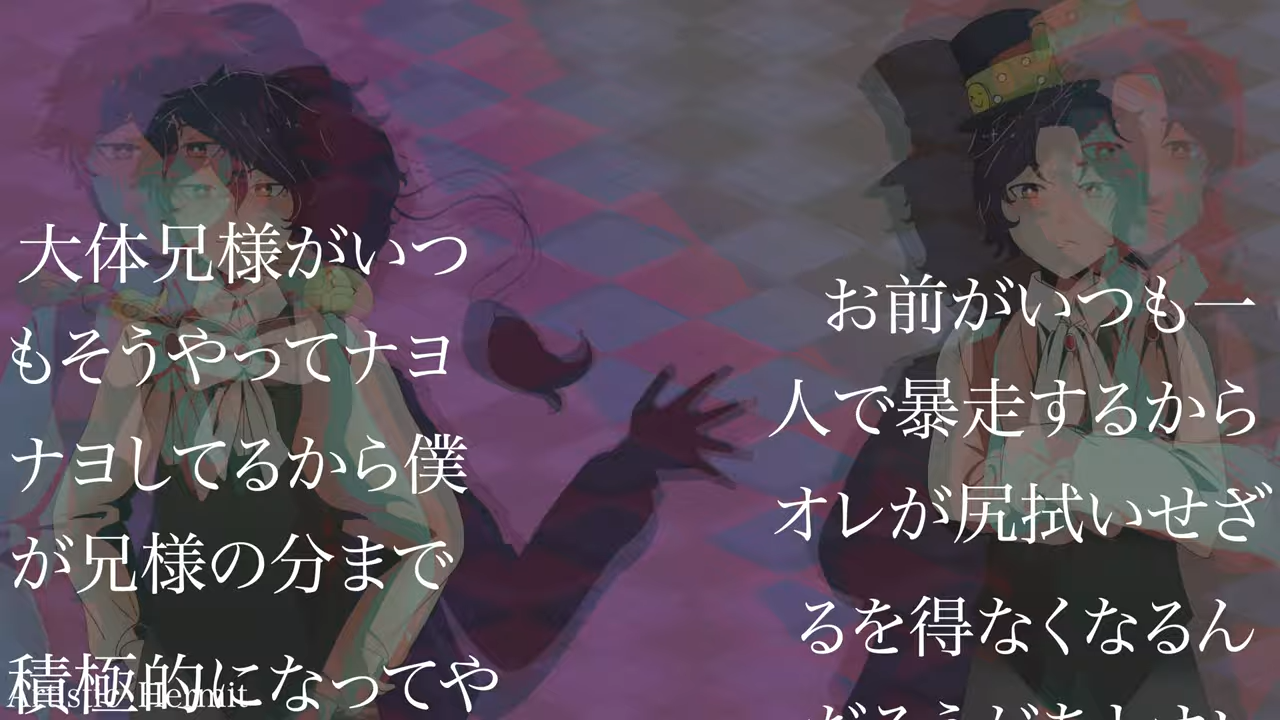 大体兄様がいつ
もそうやってナヨ
ナヨしてるから僕
が兄様の分まで
積極的になってや
お前がいつも一
人で暴走するから
オレが尻拭いせざ
るを得なくなるん
Artistic Hermit